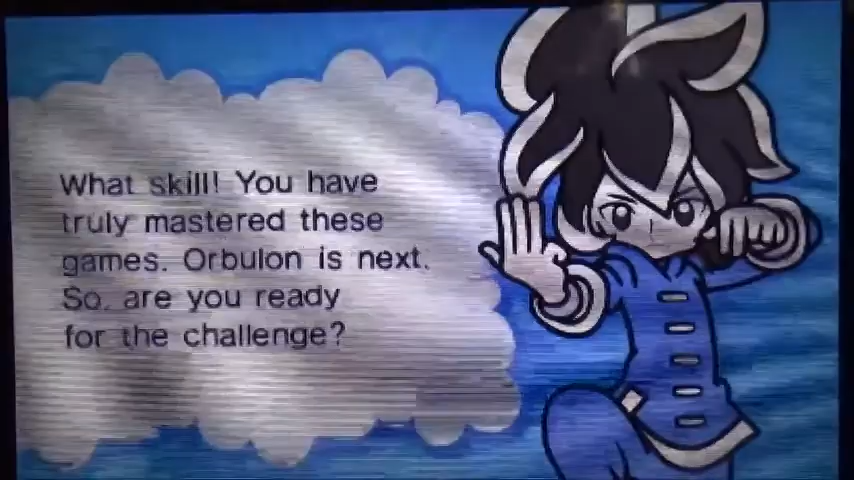 What skill! You have
truly mastered these
games. Orbulon is next.
So, are you ready
for the challenge?